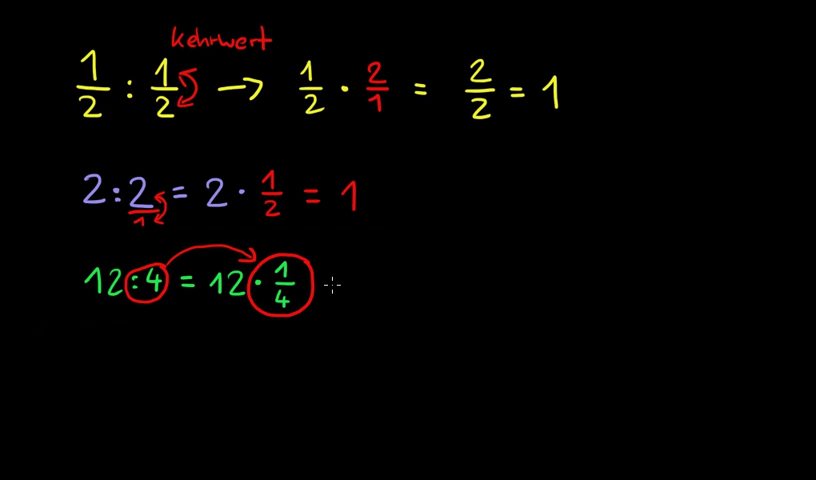 Kehrwert
1/2 : 1/2 → 1/2 · 2/1 = 2/2 = 1
2 : 2/1 = 2 · 1/2 = 1
12 : 4 = 12 · 1/4